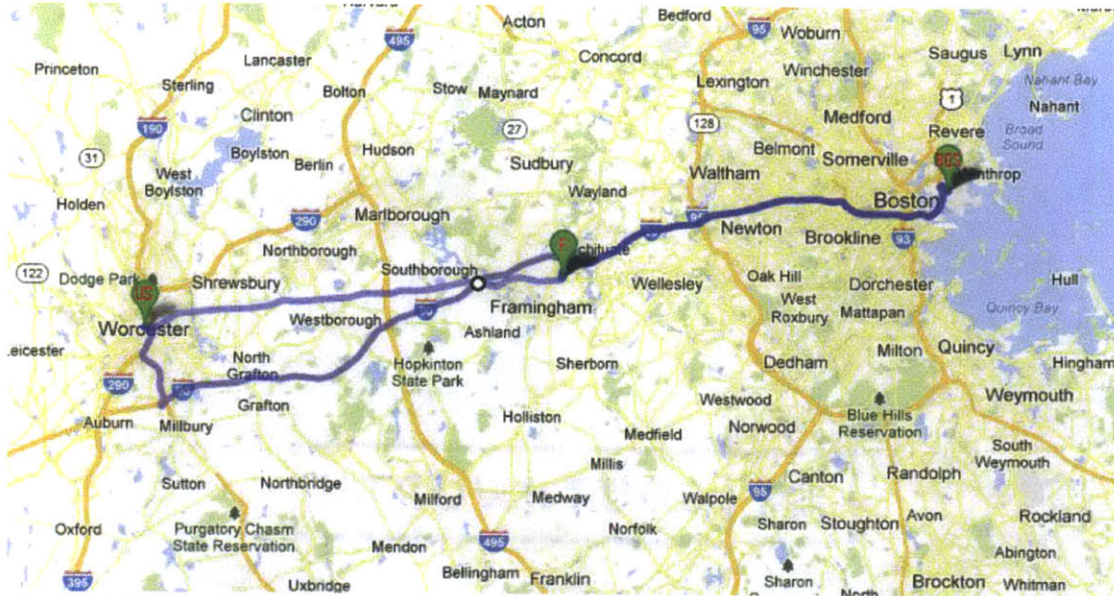 Acton
Bedford
95
Woburn
Saugus
Lynn
495
Lancaster
Concord
Princeton
Sterling
Bolton
Stow
Maynard
Lexington
Winchester
Nahant Bay
1
Nahant
Clinton
27
128
Medford
Revere
190
Hudson
Broad
Sound
31
Boylston
Berlin
Sudbury
Belmont
Somerville
BOS
West
Boylston
Waltham
Winthrop
Holden
290
Marlborough
Wayland
Boston
95
Newton
Brookline
93
Northborough
F
122
Dodge Park
Shrewsbury
Southborough
Wellesley
Oak Hill
Dorchester
Hull
US
West
Roxbury
Mattapan
Quincy Bay
Worcester
Westborough
Framingham
Ashland
Leicester
North
Grafton
Hopkinton
State Park
Sherborn
Dedham
Milton
Quincy
Hingham
290
Grafton
Westwood
Weymouth
Auburn
Millbury
Holliston
Medfield
Norwood
Blue Hills
Reservation
South
Weymouth
Sutton
Northbridge
Milford
Millis
Canton
Randolph
Medway
Walpole
95
Oxford
Purgatory Chasm
State Reservation
Mendon
495
Norfolk
Sharon
Stoughton
Avon
Rockland
Abington
395
Uxbridge
Bellingham
Franklin
Sharon
Brockton
Whitman